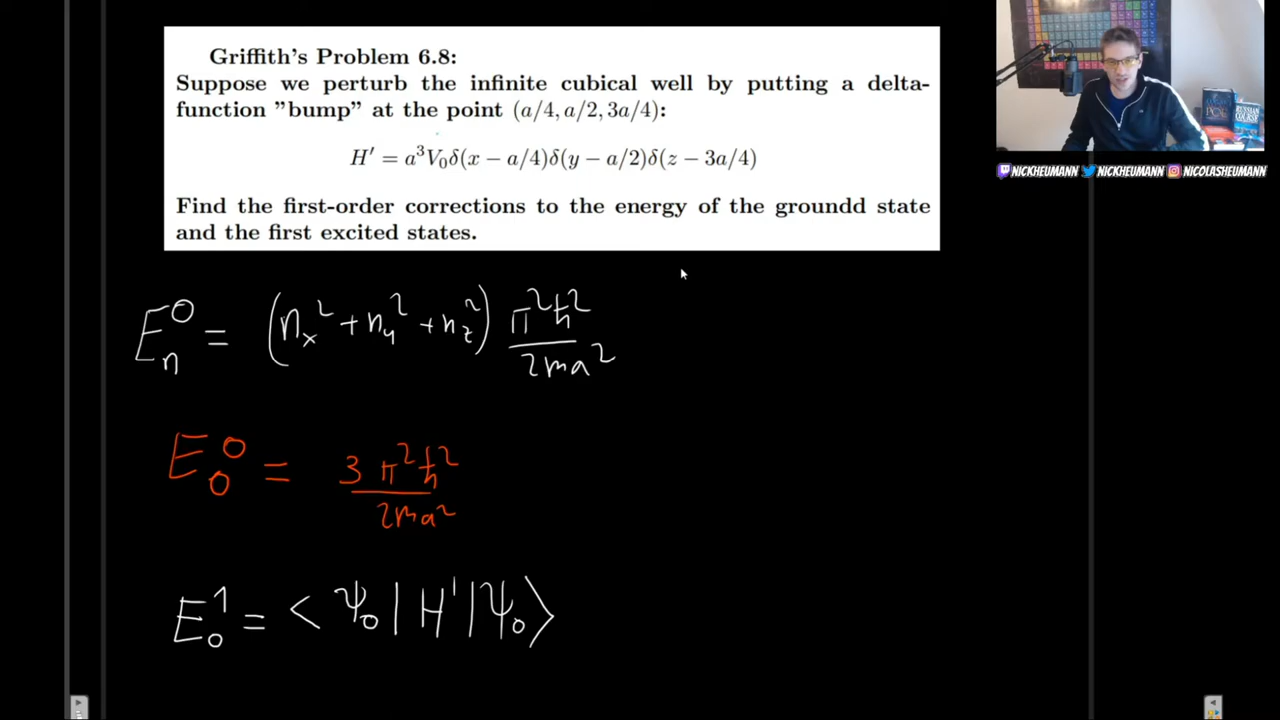 Griffith's Problem 6.8:
Suppose we perturb the infinite cubical well by putting a delta-
function "bump" at the point (a/4, a/2, 3a/4):
H′ = a³V₀δ(x − a/4)δ(y − a/2)δ(z − 3a/4)
Find the first-order corrections to the energy of the groundd state
and the first excited states.
NICKHEUMANN NICKHEUMANN NICOLASHEUMANN
E⁰ₙ = (nₓ² + n_y² + n_z²) π²ħ² / 2ma²
E⁰₀ = 3π²ħ² / 2ma²
E¹₀ = <ψ₀|H′|ψ₀⟩